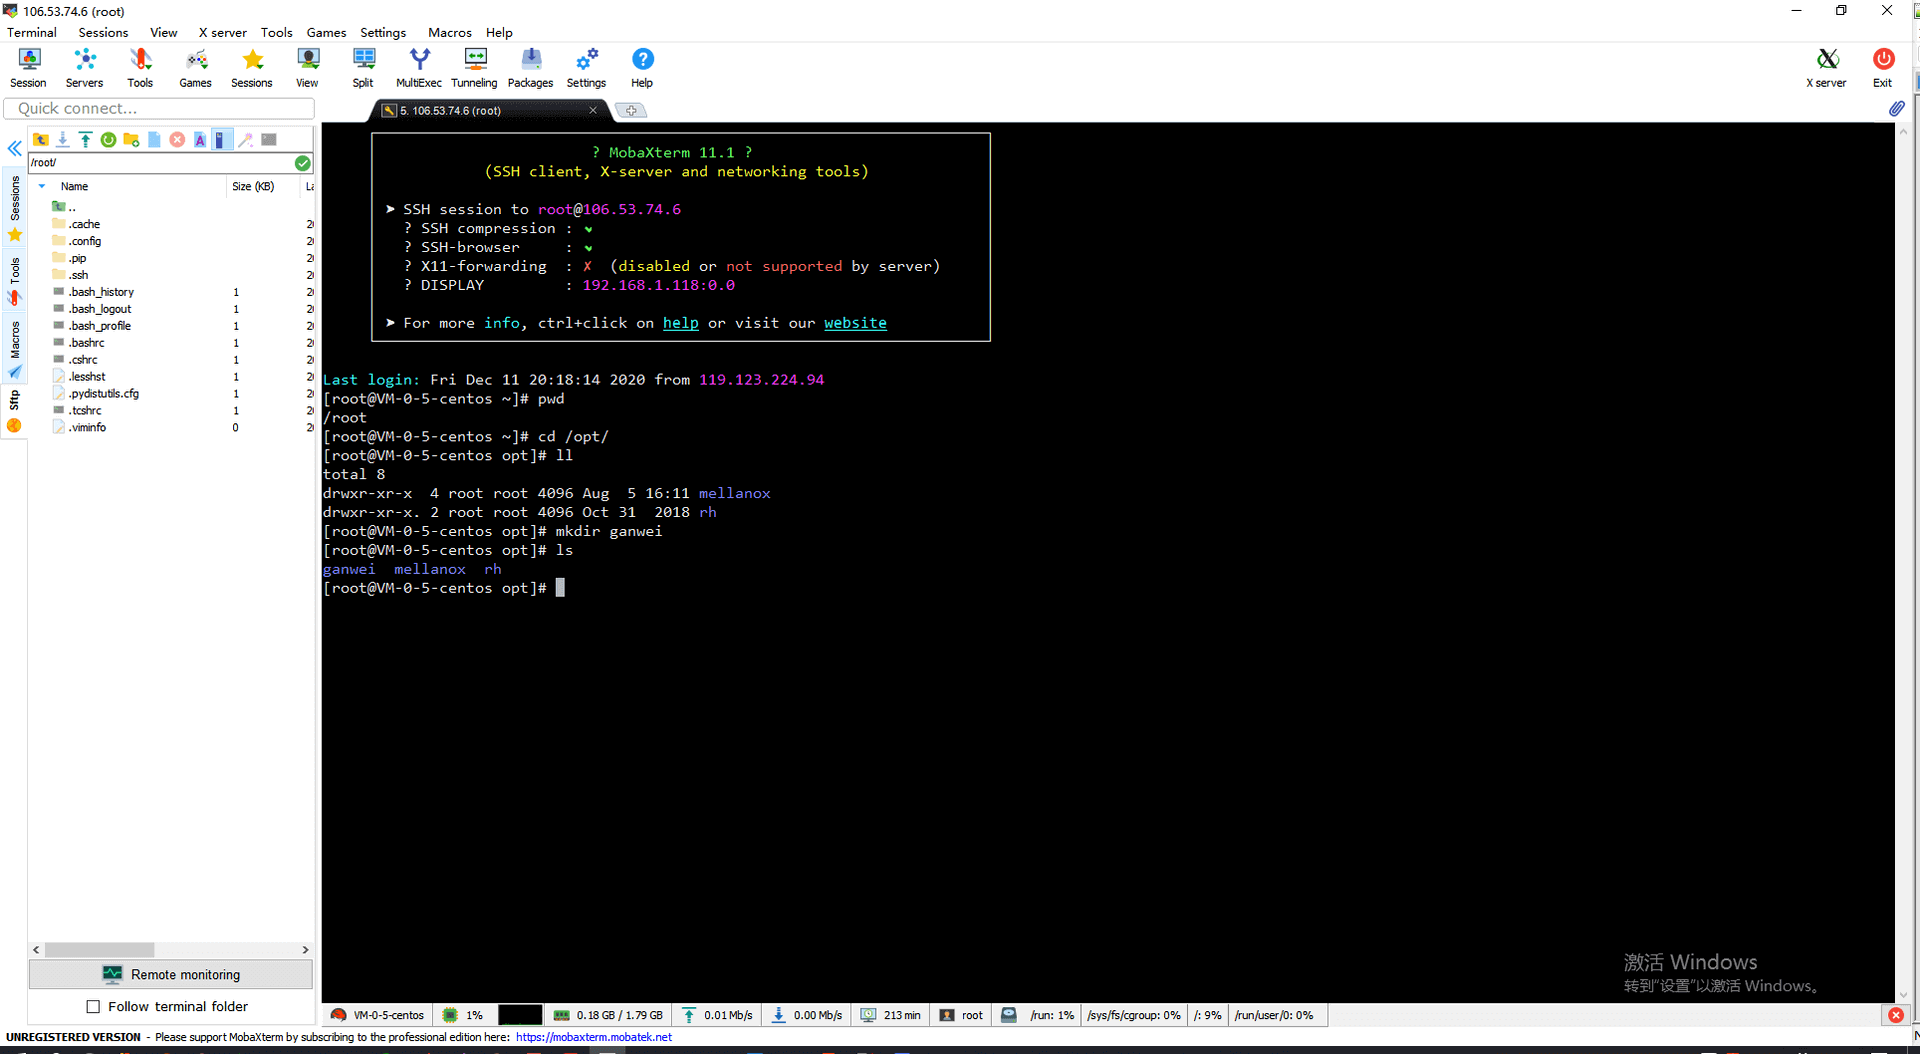 106.53.74.6 (root)
Terminal Sessions View X server Tools Games Settings Macros Help
Session Servers Tools Games Sessions View Split MultiExec Tunneling Packages Settings Help X server Exit
Quick connect...
5. 106.53.74.6 (root)
/root/
Name Size (KB) La
..
.cache 20
.config 20
.pip 20
.ssh 20
.bash_history 1 20
.bash_logout 1 20
.bash_profile 1 20
.bashrc 1 20
.cshrc 1 20
.lesshst 1 20
.pydistutils.cfg 1 20
.tcshrc 1 20
.viminfo 0 20
Sessions
Tools
Macros
Sftp
Remote monitoring
Follow terminal folder
? MobaXterm 11.1 ?
(SSH client, X-server and networking tools)
➤ SSH session to root@106.53.74.6
? SSH compression : ✔
? SSH-browser : ✔
? X11-forwarding : ✘ (disabled or not supported by server)
? DISPLAY : 192.168.1.118:0.0
➤ For more info, ctrl+click on help or visit our website
Last login: Fri Dec 11 20:18:14 2020 from 119.123.224.94
[root@VM-0-5-centos ~]# pwd
/root
[root@VM-0-5-centos ~]# cd /opt/
[root@VM-0-5-centos opt]# ll
total 8
drwxr-xr-x 4 root root 4096 Aug 5 16:11 mellanox
drwxr-xr-x. 2 root root 4096 Oct 31 2018 rh
[root@VM-0-5-centos opt]# mkdir ganwei
[root@VM-0-5-centos opt]# ls
ganwei mellanox rh
[root@VM-0-5-centos opt]#
激活 Windows
转到"设置"以激活 Windows。
VM-0-5-centos 1% 0.18 GB / 1.79 GB 0.01 Mb/s 0.00 Mb/s 213 min root /run: 1% /sys/fs/cgroup: 0% /: 9% /run/user/0: 0%
UNREGISTERED VERSION - Please support MobaXterm by subscribing to the professional edition here: https://mobaxterm.mobatek.net